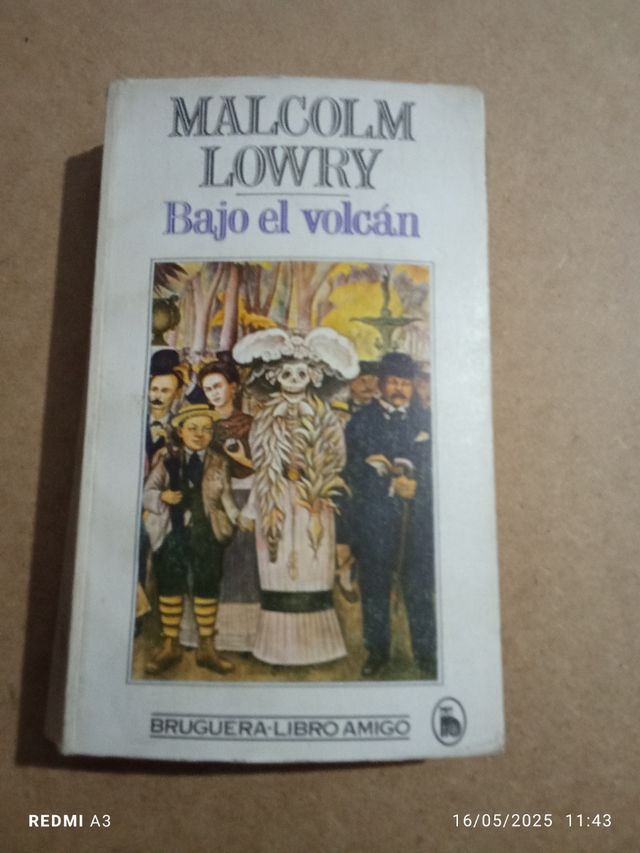 MALCOLM
LOWRY
Bajo el volcán
BRUGUERA-LIBRO AMIGO
REDMI A3
16/05/2025 11:43